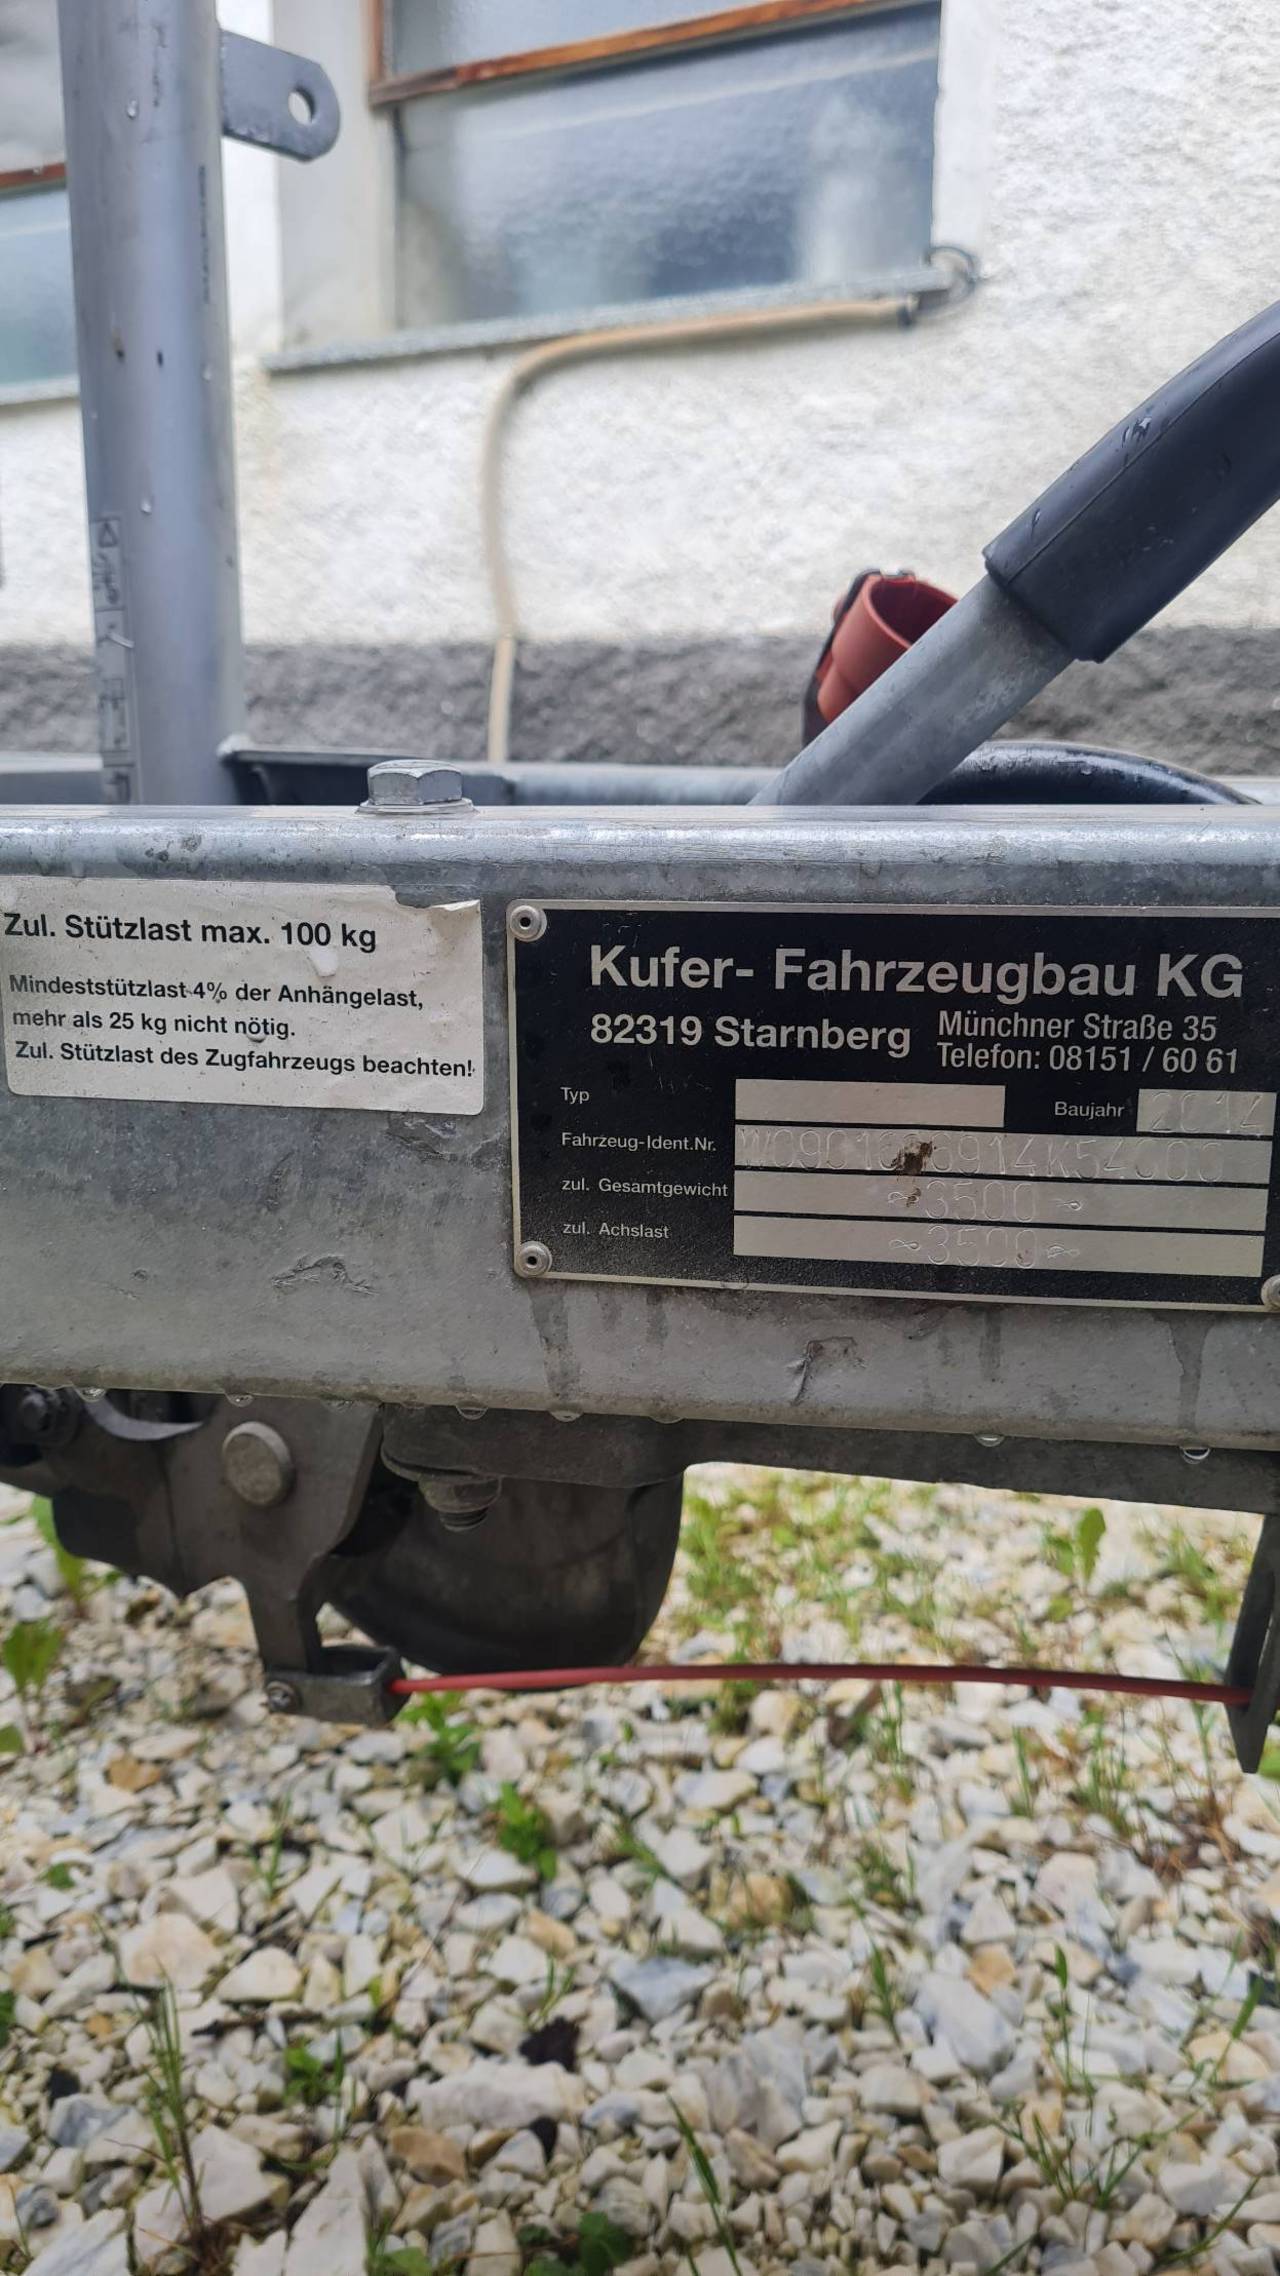 Zul. Stützlast max. 100 kg
Mindeststützlast 4% der Anhängelast,
mehr als 25 kg nicht nötig.
Zul. Stützlast des Zugfahrzeugs beachten!
Kufer- Fahrzeugbau KG
82319 Starnberg
Münchner Straße 35
Telefon: 08151 / 60 61
Typ
Baujahr 2014
Fahrzeug-Ident.Nr.
zul. Gesamtgewicht ~3500~
zul. Achslast ~3500~